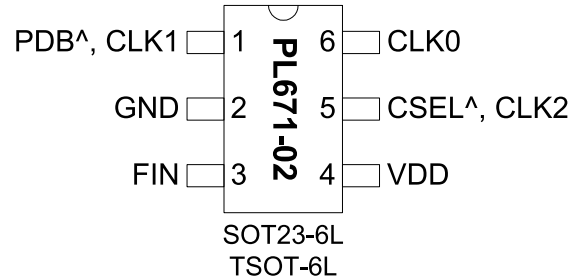 PDB^, CLK1 1 6 CLK0
GND 2 5 CSEL^, CLK2
FIN 3 4 VDD
PL671-02
SOT23-6L
TSOT-6L